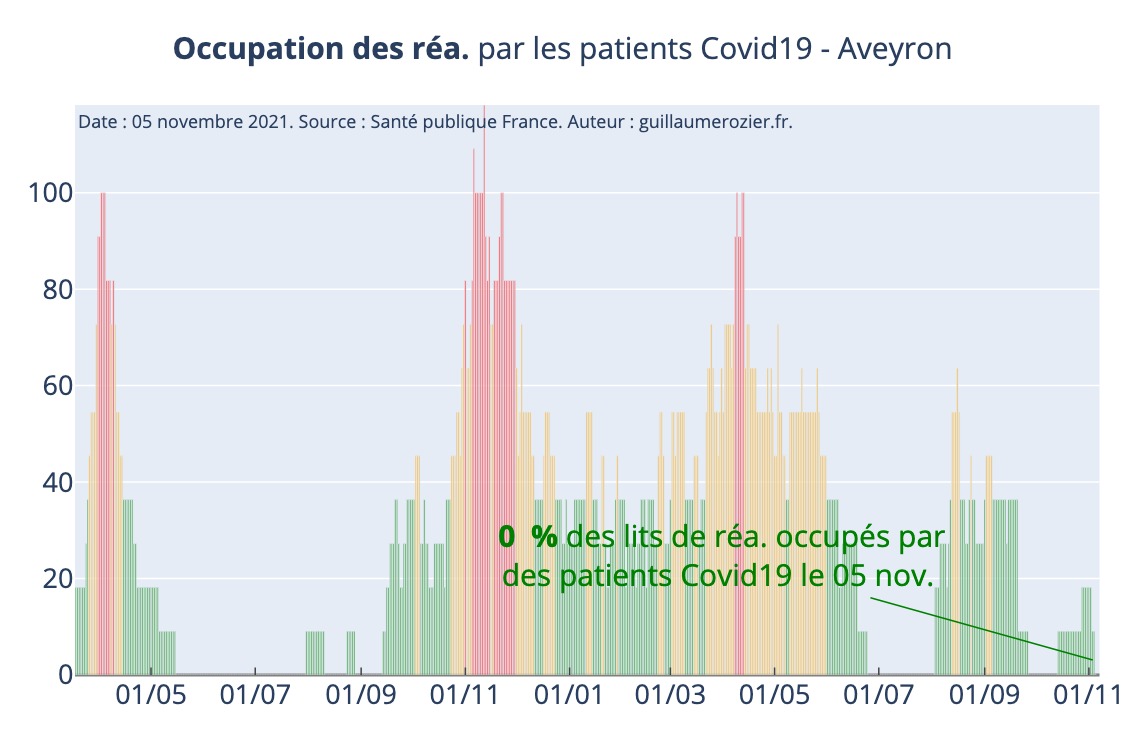 Occupation des réa. par les patients Covid19 - Aveyron
Date : 05 novembre 2021. Source : Santé publique France. Auteur : guillaumerozier.fr.
100
80
60
40
20
0
0 % des lits de réa. occupés par
des patients Covid19 le 05 nov.
01/05 01/07 01/09 01/11 01/01 01/03 01/05 01/07 01/09 01/11